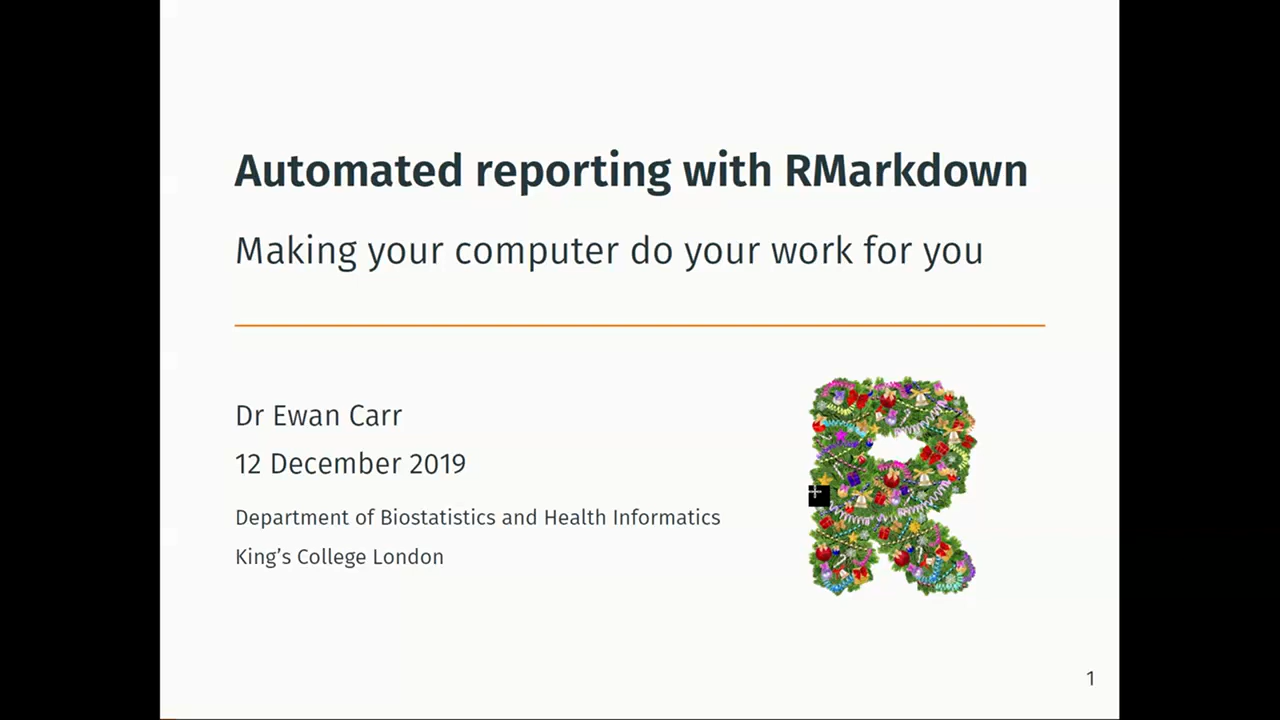 Automated reporting with RMarkdown
Making your computer do your work for you
Dr Ewan Carr
12 December 2019
Department of Biostatistics and Health Informatics
King’s College London
R
1